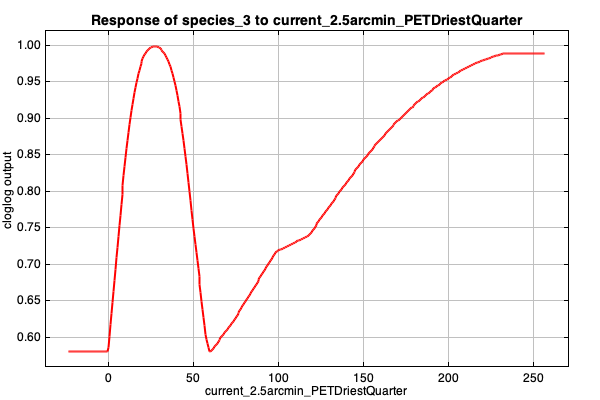 Response of species_3 to current_2.5arcmin_PETDriestQuarter
1.00
0.95
0.90
0.85
0.80
0.75
0.70
0.65
0.60
cloglog output
0 50 100 150 200 250
current_2.5arcmin_PETDriestQuarter